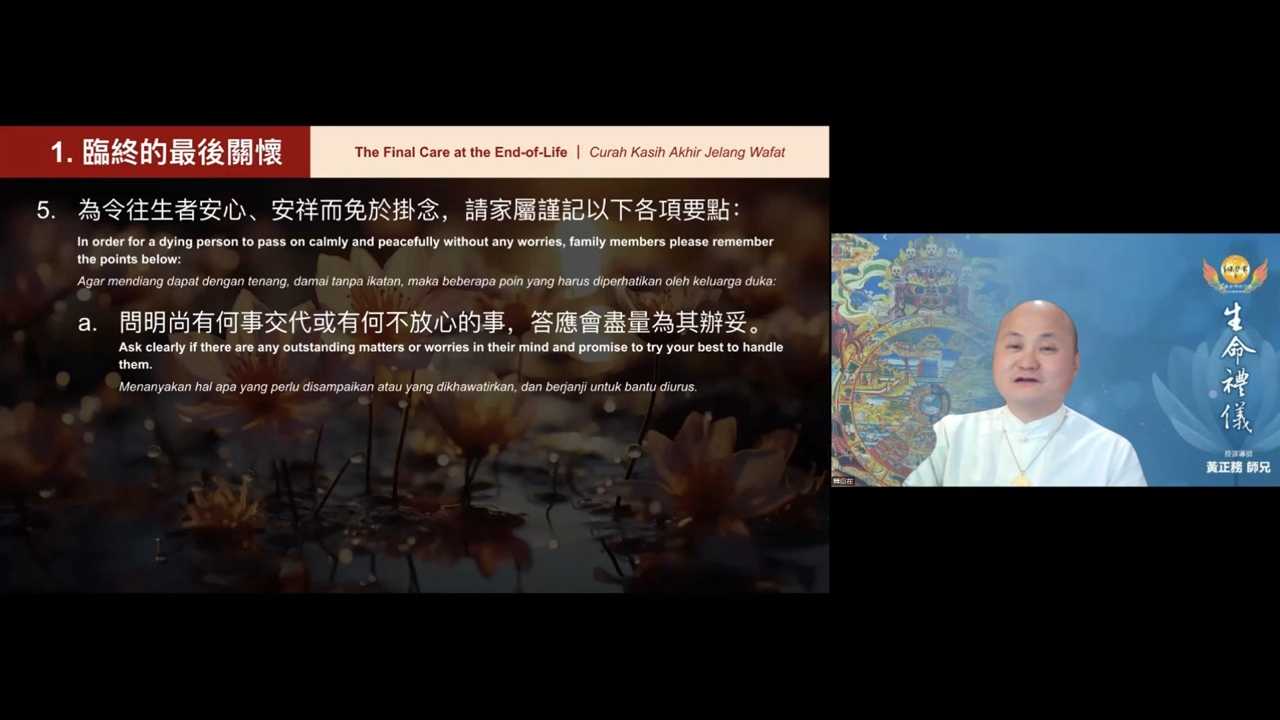 1. 臨終的最後關懷
The Final Care at the End-of-Life | Curah Kasih Akhir Jelang Wafat
5. 為令往生者安心、安祥而免於掛念，請家屬謹記以下各項要點：
In order for a dying person to pass on calmly and peacefully without any worries, family members please remember
the points below:
Agar mendiang dapat dengan tenang, damai tanpa ikatan, maka beberapa poin yang harus diperhatikan oleh keluarga duka:
a. 問明尚有何事交代或有何不放心的事，答應會盡量為其辦妥。
Ask clearly if there are any outstanding matters or worries in their mind and promise to try your best to handle
them.
Menanyakan hal apa yang perlu disampaikan atau yang dikhawatirkan, dan berjanji untuk bantu diurus.
生命禮儀
授課導師
黃正務 師兄